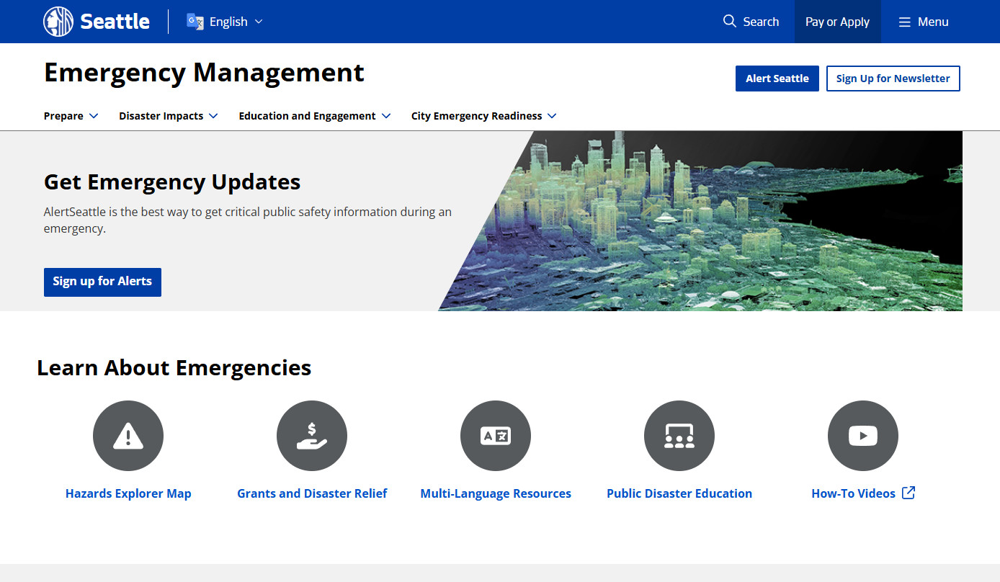 Seattle
English
Search
Pay or Apply
Menu
Emergency Management
Alert Seattle
Sign Up for Newsletter
Prepare
Disaster Impacts
Education and Engagement
City Emergency Readiness
Get Emergency Updates
AlertSeattle is the best way to get critical public safety information during an
emergency.
Sign up for Alerts
Learn About Emergencies
Hazards Explorer Map
Grants and Disaster Relief
Multi-Language Resources
Public Disaster Education
How-To Videos